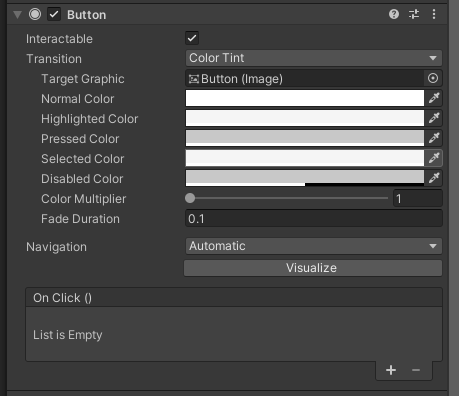 Button
Interactable
Transition Color Tint
Target Graphic Button (Image)
Normal Color
Highlighted Color
Pressed Color
Selected Color
Disabled Color
Color Multiplier 1
Fade Duration 0.1
Navigation Automatic
Visualize
On Click ()
List is Empty